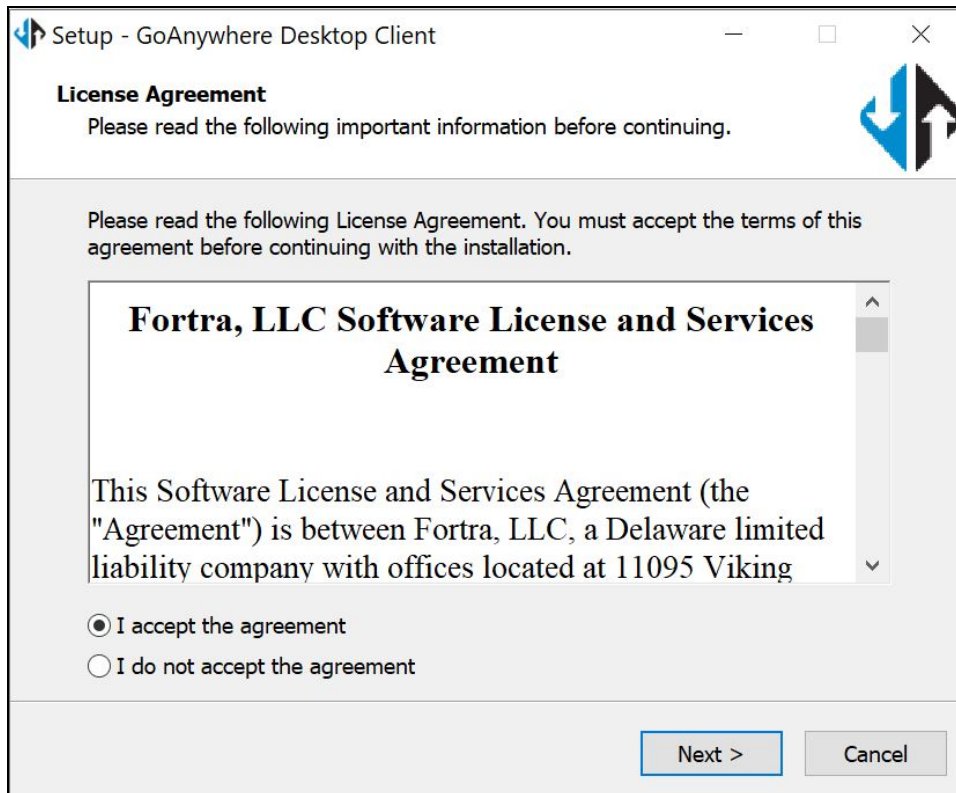 Setup - GoAnywhere Desktop Client
License Agreement
Please read the following important information before continuing.
Please read the following License Agreement. You must accept the terms of this
agreement before continuing with the installation.
Fortra, LLC Software License and Services
Agreement
This Software License and Services Agreement (the
"Agreement") is between Fortra, LLC, a Delaware limited
liability company with offices located at 11095 Viking
I accept the agreement
I do not accept the agreement
Next >
Cancel